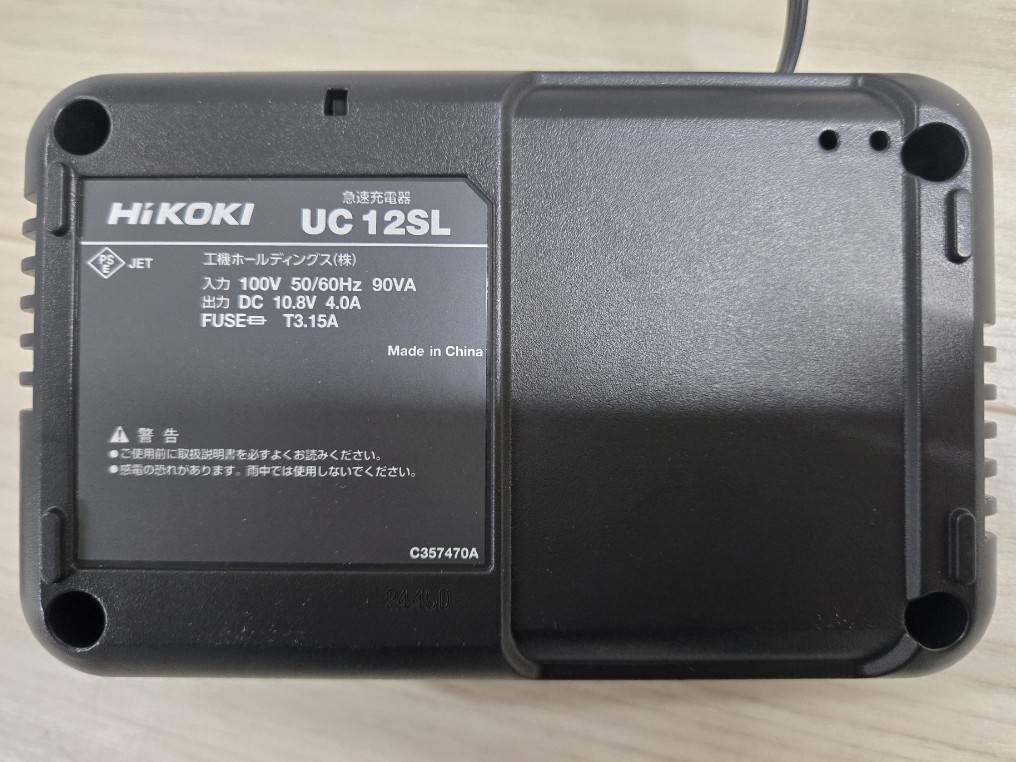 急速充電器
HiKOKI UC 12SL
PS E JET 工機ホールディングス(株)
入力 100V 50/60Hz 90VA
出力 DC 10.8V 4.0A
FUSE T3.15A
Made in China
警告
●ご使用前に取扱説明書を必ずよくお読みください。
●感電の恐れがあります。雨中では使用しないでください。
C357470A